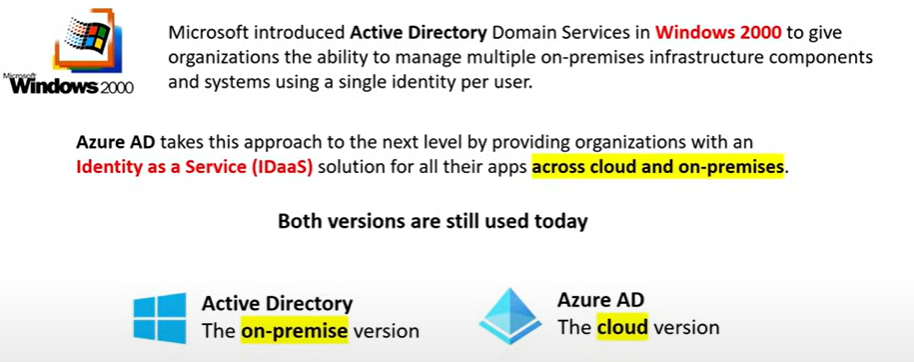 Microsoft
Windows 2000
Microsoft introduced Active Directory Domain Services in Windows 2000 to give
organizations the ability to manage multiple on-premises infrastructure components
and systems using a single identity per user.
Azure AD takes this approach to the next level by providing organizations with an
Identity as a Service (IDaaS) solution for all their apps across cloud and on-premises.
Both versions are still used today
Active Directory
The on-premise version
Azure AD
The cloud version